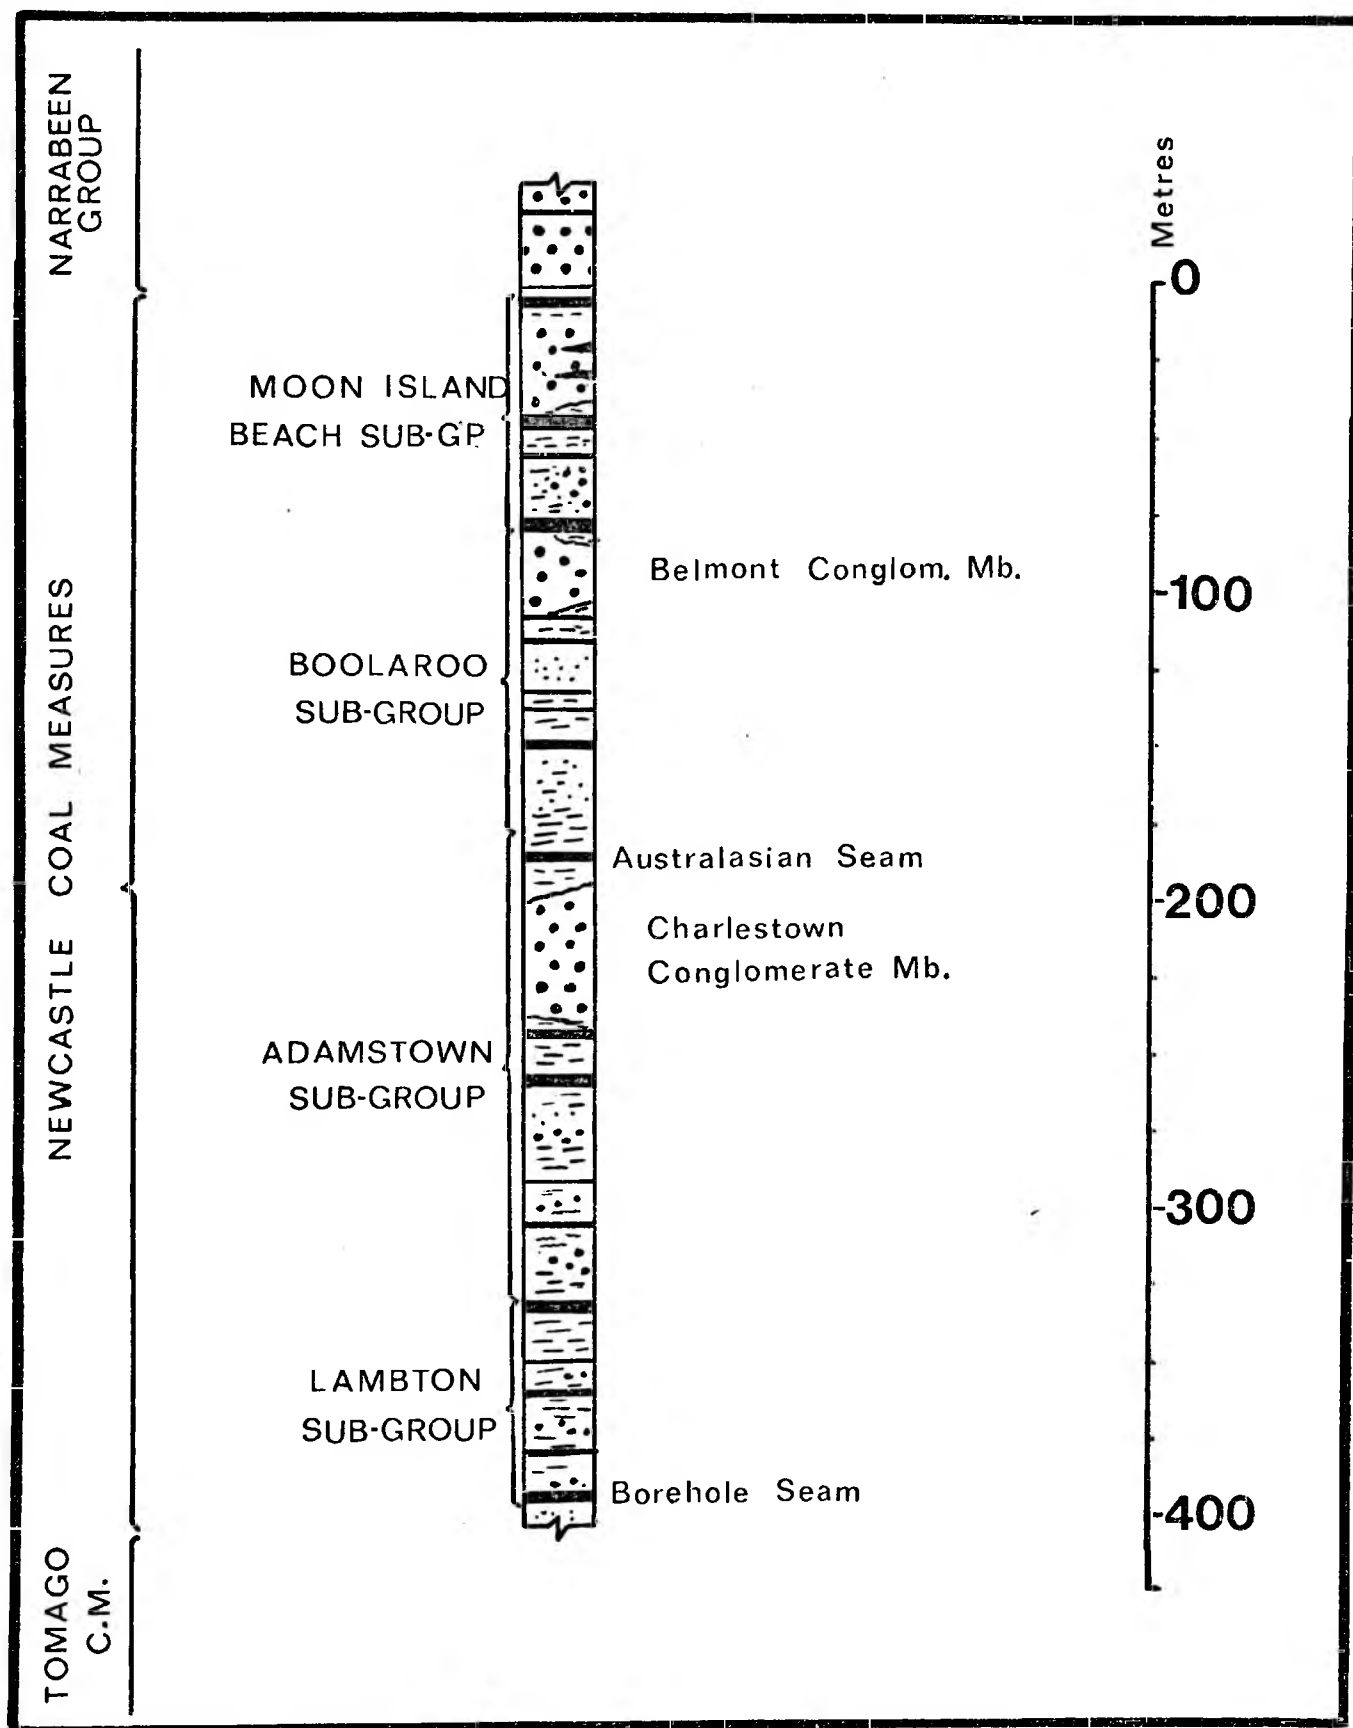 NARRABEEN
GROUP
Metres
0
MOON ISLAND
BEACH SUB-GP.
Belmont Conglom. Mb.
-100
NEWCASTLE COAL MEASURES
BOOLAROO
SUB-GROUP
Australasian Seam
-200
Charlestown
Conglomerate Mb.
ADAMSTOWN
SUB-GROUP
-300
LAMBTON
SUB-GROUP
Borehole Seam
-400
TOMAGO
C.M.